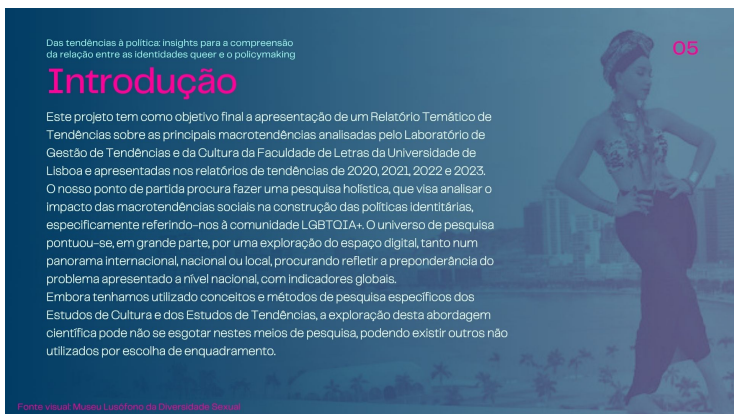 Das tendências à política: insights para a compreensão
da relação entre as identidades queer e o policymaking
05
Introdução
Este projeto tem como objetivo final a apresentação de um Relatório Temático de
Tendências sobre as principais macrotendências analisadas pelo Laboratório de
Gestão de Tendências e da Cultura da Faculdade de Letras da Universidade de
Lisboa e apresentadas nos relatórios de tendências de 2020, 2021, 2022 e 2023.
O nosso ponto de partida procura fazer uma pesquisa holística, que visa analisar o
impacto das macrotendências sociais na construção das políticas identitárias,
especificamente referindo-nos à comunidade LGBTQIA+. O universo de pesquisa
pontuou-se, em grande parte, por uma exploração do espaço digital, tanto num
panorama internacional, nacional ou local, procurando refletir a preponderância do
problema apresentado a nível nacional, com indicadores globais.
Embora tenhamos utilizado conceitos e métodos de pesquisa específicos dos
Estudos de Cultura e dos Estudos de Tendências, a exploração desta abordagem
científica pode não se esgotar nestes meios de pesquisa, podendo existir outros não
utilizados por escolha de enquadramento.
Fonte visual: Museu Lusófono da Diversidade Sexual